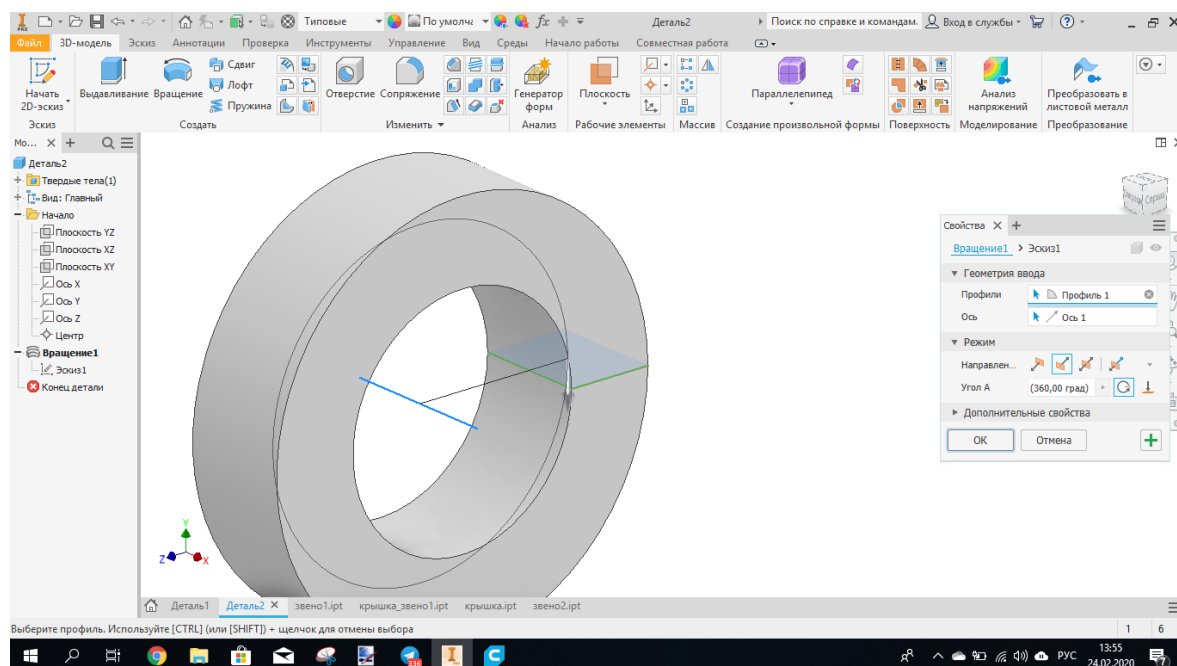 PRO
Типовые
По умолч
fx
Деталь2
Поиск по справке и командам.
Вход в службы
Файл 3D-модель Эскиз Аннотации Проверка Инструменты Управление Вид Среды Начало работы Совместная работа
Начать 2D-эскиз
Выдавливание
Вращение
Сдвиг
Лофт
Пружина
Отверстие
Сопряжение
Генератор форм
Плоскость
Параллелепипед
Анализ напряжений
Преобразовать в листовой металл
Эскиз Создать Изменить Анализ Рабочие элементы Массив Создание произвольной формы Поверхность Моделирование Преобразование
Мо...
Деталь2
Твердые тела(1)
Вид: Главный
Начало
Плоскость YZ
Плоскость XZ
Плоскость XY
Ось X
Ось Y
Ось Z
Центр
Вращение1
Эскиз1
Конец детали
Y
Z
X
Свойства
Вращение1 > Эскиз1
Геометрия ввода
Профили Профиль 1
Ось Ось 1
Режим
Направлен...
Угол A (360,00 град)
Дополнительные свойства
ОК Отмена
Деталь1 Деталь2 звено1.ipt крышка_звено1.ipt крышка.ipt звено2.ipt
Выберите профиль. Используйте [CTRL] (или [SHIFT]) + щелчок для отмены выбора 1 6
336
РУС
13:55
24.02.2020
7